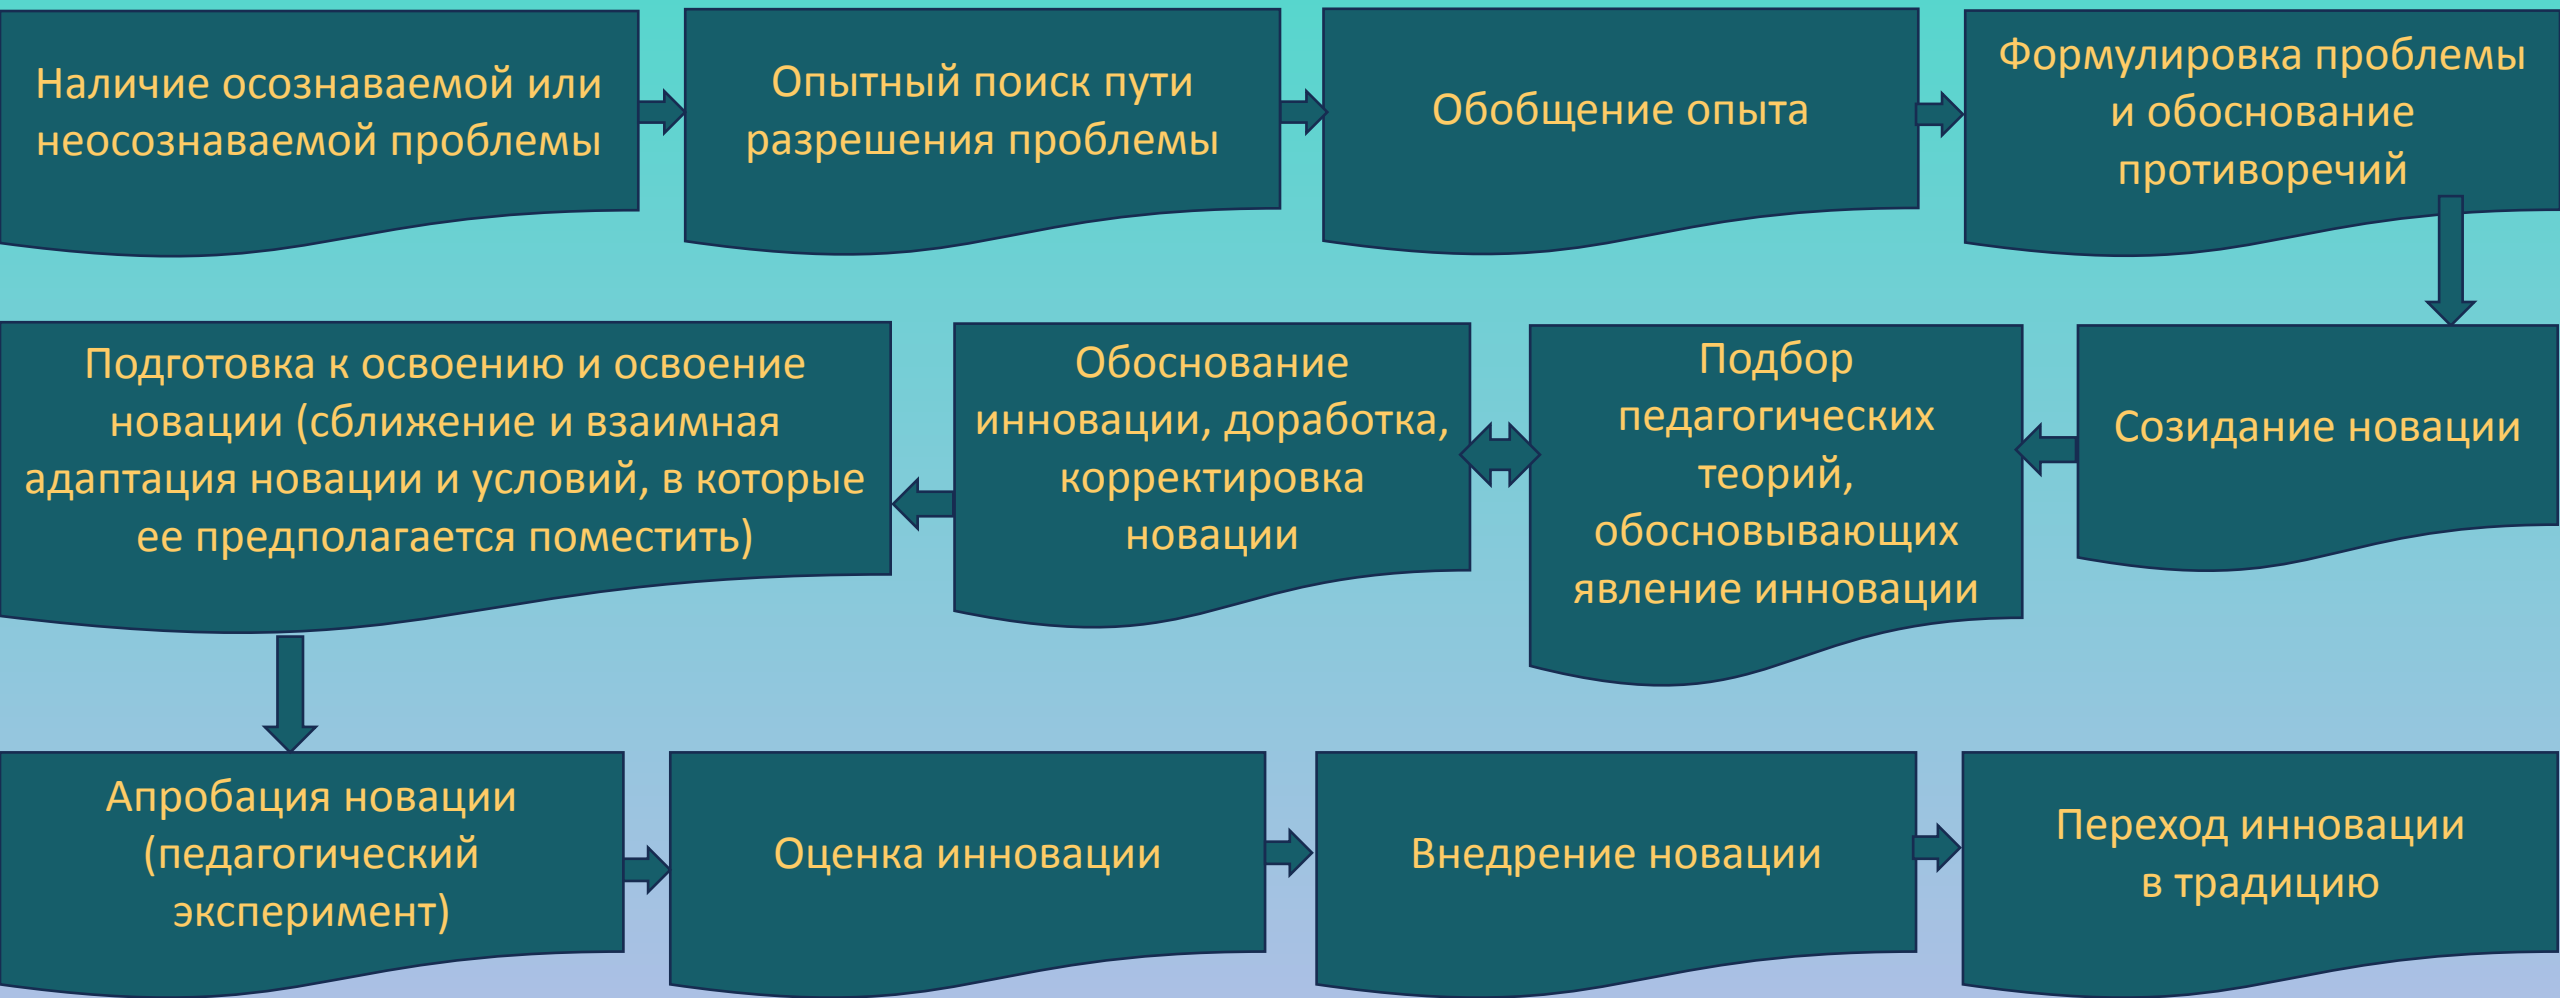 Наличие осознаваемой или
неосознаваемой проблемы
Опытный поиск пути
разрешения проблемы
Обобщение опыта
Формулировка проблемы
и обоснование
противоречий
Созидание новации
Подбор
педагогических
теорий,
обосновывающих
явление инновации
Обоснование
инновации, доработка,
корректировка
новации
Подготовка к освоению и освоение
новации (сближение и взаимная
адаптация новации и условий, в которые
ее предполагается поместить)
Апробация новации
(педагогический
эксперимент)
Оценка инновации
Внедрение новации
Переход инновации
в традицию